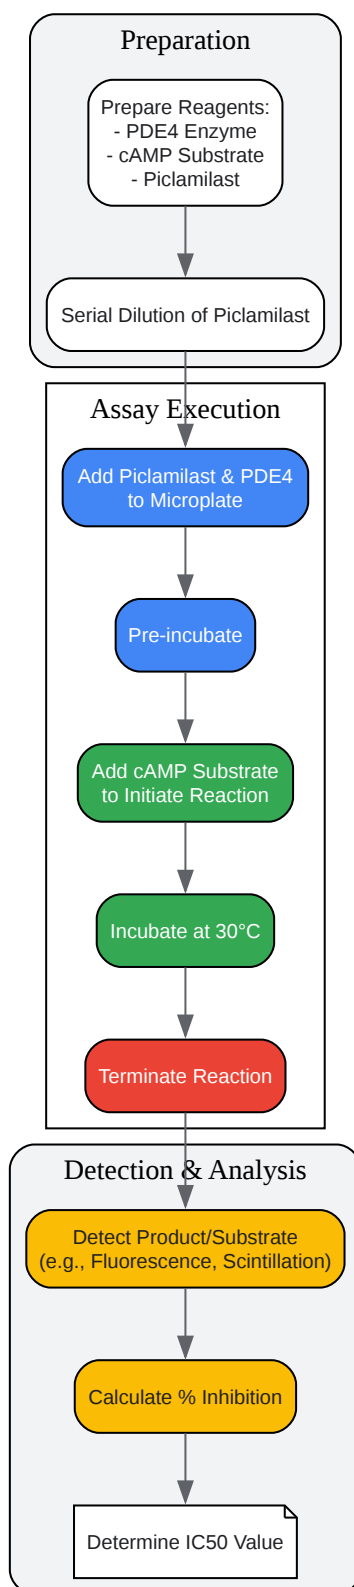 Preparation
Prepare Reagents:
- PDE4 Enzyme
- cAMP Substrate
- Piclamilast
Serial Dilution of Piclamilast
Assay Execution
Add Piclamilast & PDE4
to Microplate
Pre-incubate
Add cAMP Substrate
to Initiate Reaction
Incubate at 30°C
Terminate Reaction
Detection & Analysis
Detect Product/Substrate
(e.g., Fluorescence, Scintillation)
Calculate % Inhibition
Determine IC50 Value